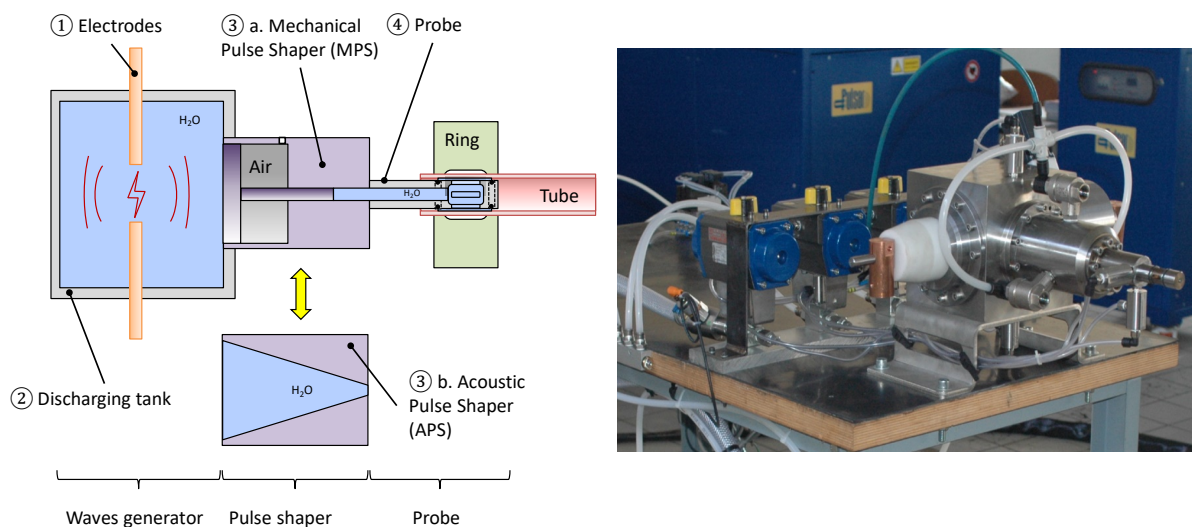 ① Electrodes
③ a. Mechanical
Pulse Shaper (MPS)
④ Probe
H₂O
Air
Ring
H₂O
Tube
② Discharging tank
H₂O
③ b. Acoustic
Pulse Shaper
(APS)
Waves generator
Pulse shaper
Probe
Pulsar